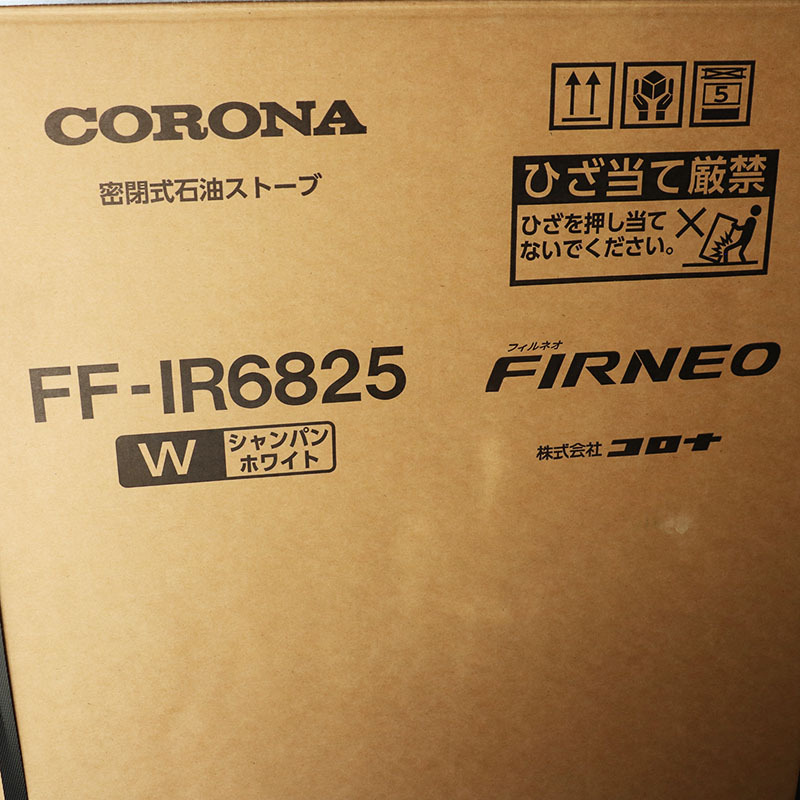 CORONA
密閉式石油ストーブ
5
ひざ当て厳禁
ひざを押し当て
ないでください。
FF-IR6825
W シャンパン
ホワイト
フィルネオ
FIRNEO
株式会社 コロナ